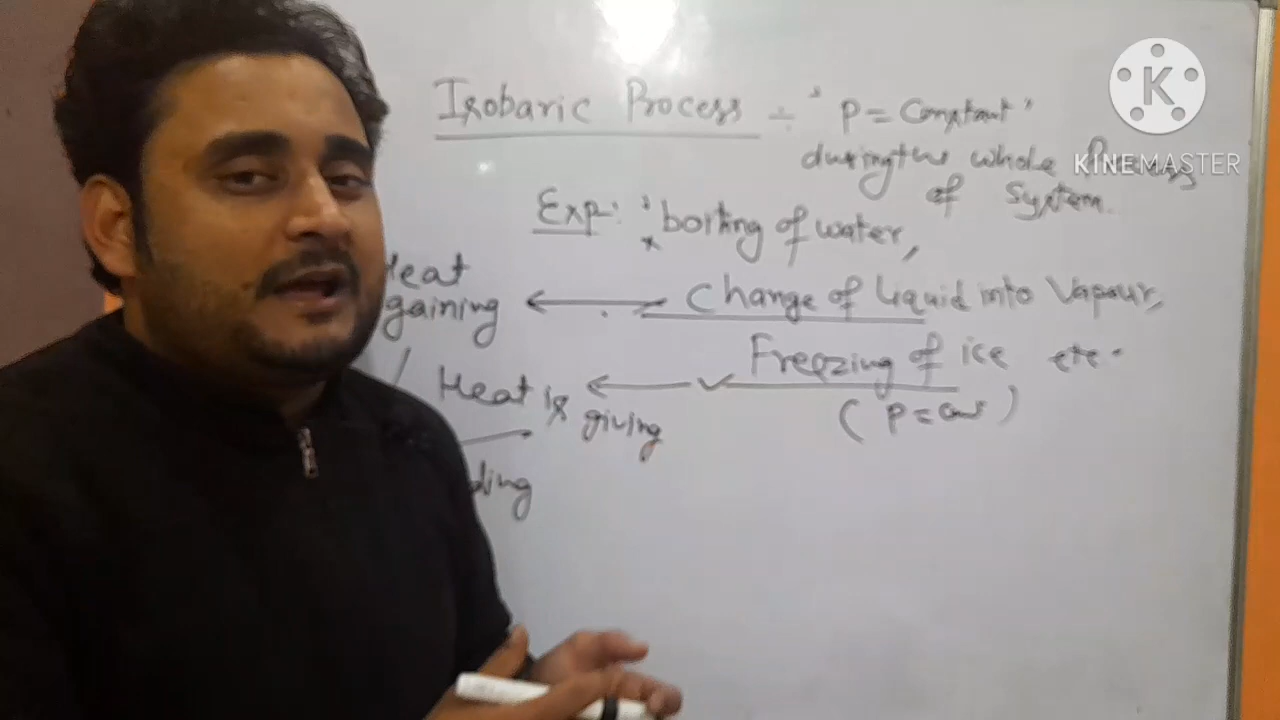 Isobaric Process ÷ "P = Constant"
during the whole Process
of System.
Exp: "boiling of water,
Heat gaining ← Change of Liquid into Vapour,
Freezing of ice etc.
Heat is giving ←
(P = Cons)
ding
K
KINEMASTER